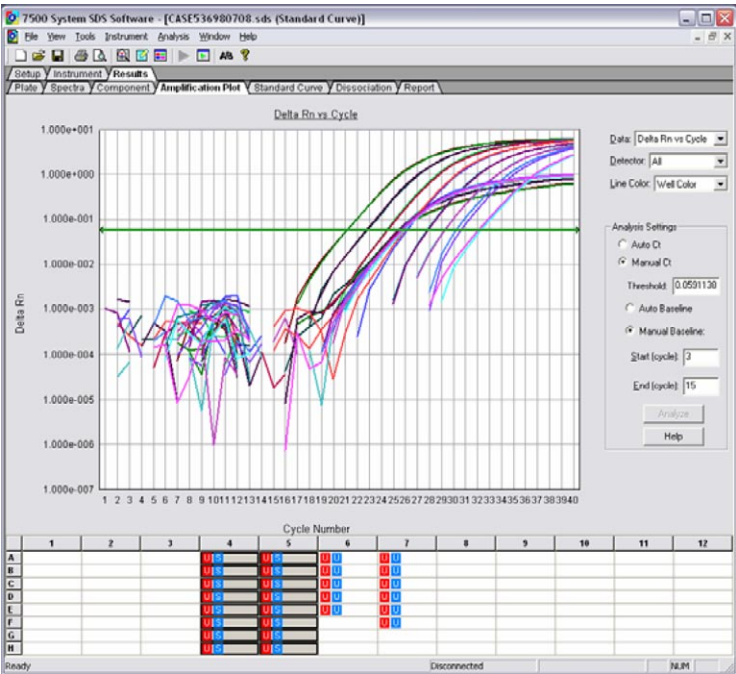 7500 System SDS Software - [CASE536980708.sds (Standard Curve)]
File View Tools Instrument Analysis Window Help
Setup Instrument Results
Plate Spectra Component Amplification Plot Standard Curve Dissociation Report
Delta Rn vs Cycle
Data: Delta Rn vs Cycle
Detector: All
Line Color: Well Color
Analysis Settings
Auto Ct
Manual Ct
Threshold: 0.0591130
Auto Baseline
Manual Baseline:
Start (cycle): 3
End (cycle): 15
Analyze
Help
1.000e+001
1.000e+000
1.000e-001
1.000e-002
1.000e-003
1.000e-004
1.000e-005
1.000e-006
1.000e-007
Delta Rn
1 2 3 4 5 6 7 8 9 10 11 12 13 14 15 16 17 18 19 20 21 22 23 24 25 26 27 28 29 30 31 32 33 34 35 36 37 38 39 40
Cycle Number
1 2 3 4 5 6 7 8 9 10 11 12
A U S U S U U U U
B U S U S U U U U
C U S U S U U U U
D U S U S U U U U
E U S U S U U U U
F U S U S U U
G U S U S
H U S U S
Ready Disconnected NUM